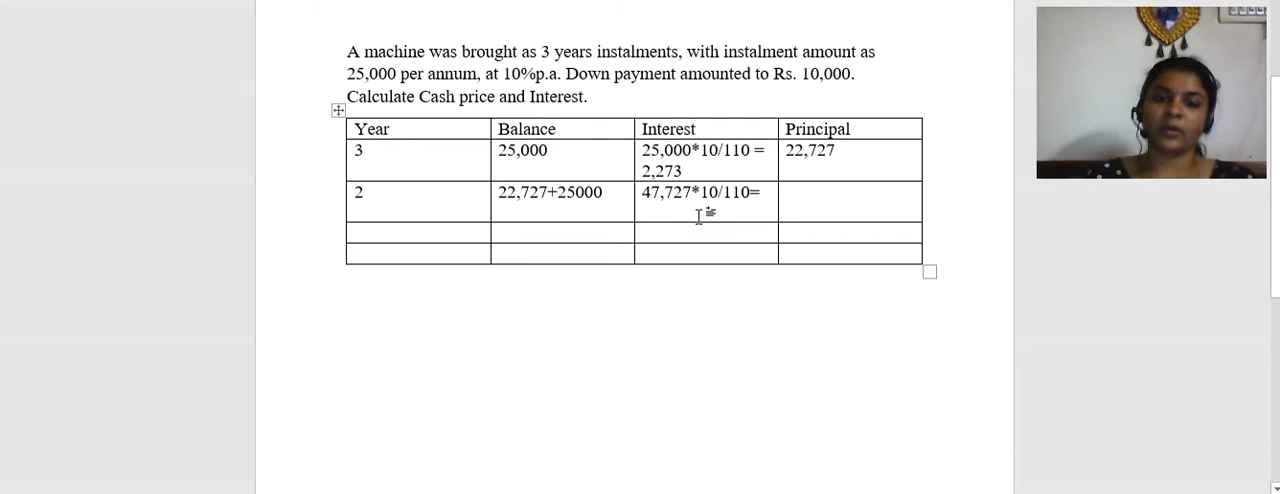 A machine was brought as 3 years instalments, with instalment amount as
25,000 per annum, at 10%p.a. Down payment amounted to Rs. 10,000.
Calculate Cash price and Interest.
Year Balance Interest Principal
3 25,000 25,000*10/110 = 22,727
2,273
2 22,727+25000 47,727*10/110=